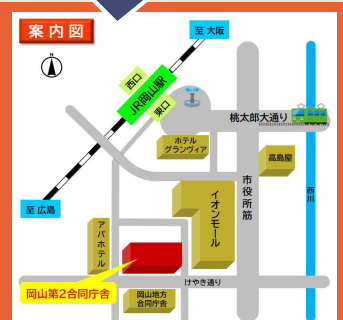 案内図
至 大阪
西口
JR岡山駅
東口
桃太郎大通り
ホテル
グランヴィア
高島屋
イオンモール
市役所筋
西川
至 広島
アパホテル
岡山第2合同庁舎
けやき通り
岡山地方
合同庁舎